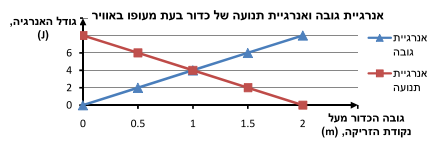 אנרגיית גובה ואנרגיית תנועה של כדור בעת מעופו באוויר
גודל האנרגיה,
(J)
6
4
2
0
0 0.5 1 1.5 2
אנרגיית
גובה
אנרגיית
תנועה
גובה הכדור מעל
נקודת הזריקה, (m)